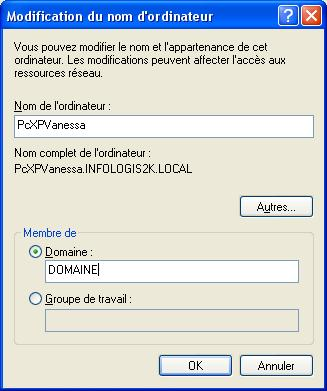 Modification du nom d'ordinateur
Vous pouvez modifier le nom et l'appartenance de cet
ordinateur. Les modifications peuvent affecter l'accès aux
ressources réseau.
Nom de l'ordinateur :
PcXPVanessa
Nom complet de l'ordinateur :
PcXPVanessa.INFOLOGIS2K.LOCAL
Autres...
Membre de
Domaine :
DOMAINE
Groupe de travail :
OK
Annuler